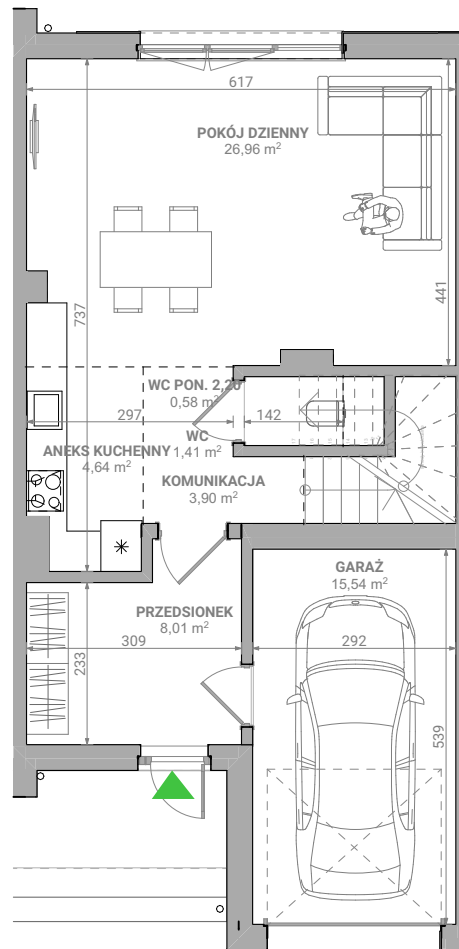 617
POKÓJ DZIENNY
26,96 m²
441
737
WC PON. 2,20
0,58 m²
297
142
WC
1,41 m²
ANEKS KUCHENNY
4,64 m²
KOMUNIKACJA
3,90 m²
GARAŻ
15,54 m²
PRZEDSIONEK
8,01 m²
309
292
233
539